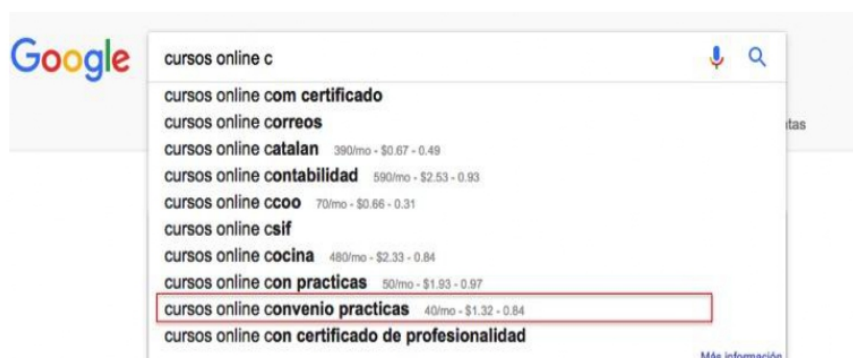 Google
cursos online c
cursos online com certificado
cursos online correos
cursos online catalan 390/mo - $0.67 - 0.49
cursos online contabilidad 590/mo - $2.53 - 0.93
cursos online ccoo 70/mo - $0.66 - 0.31
cursos online csif
cursos online cocina 480/mo - $2.33 - 0.84
cursos online con practicas 50/mo - $1.93 - 0.97
cursos online convenio practicas 40/mo - $1.32 - 0.84
cursos online con certificado de profesionalidad
Más información